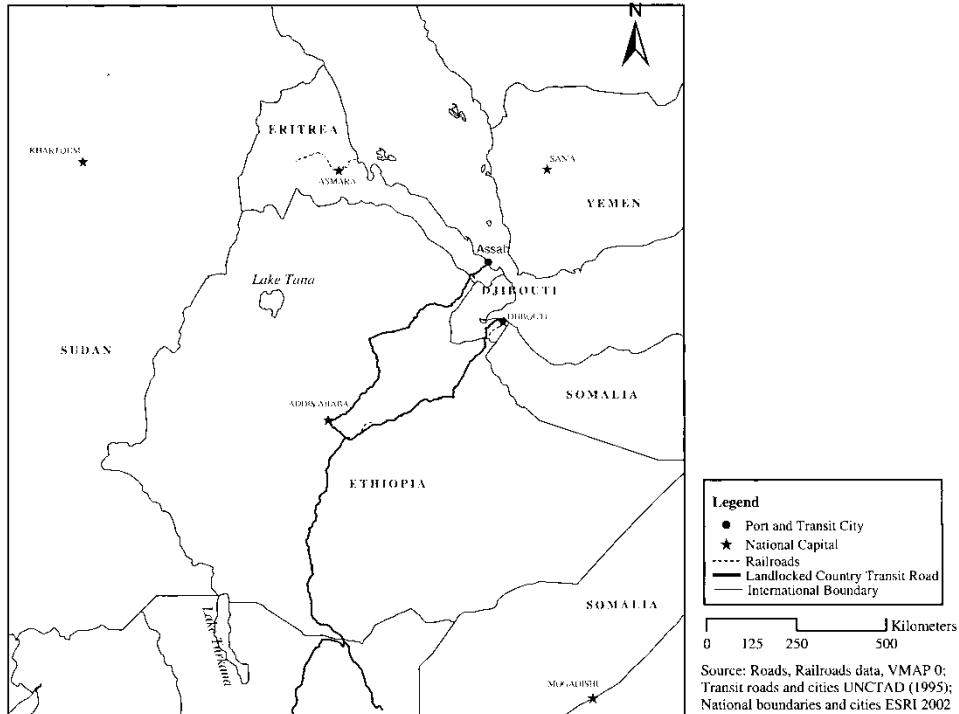 N
ERITREA
KHARTOUM
ASMARA
SAN'A
YEMEN
Assab
Lake Tana
DJIBOUTI
DJIBOUTI
SUDAN
SOMALIA
ADDIS ABABA
ETHIOPIA
SOMALIA
Lake Turkana
MOGADISHU
Legend
Port and Transit City
National Capital
Railroads
Landlocked Country Transit Road
International Boundary
Kilometers
0 125 250 500
Source: Roads, Railroads data, VMAP 0;
Transit roads and cities UNCTAD (1995);
National boundaries and cities ESRI 2002